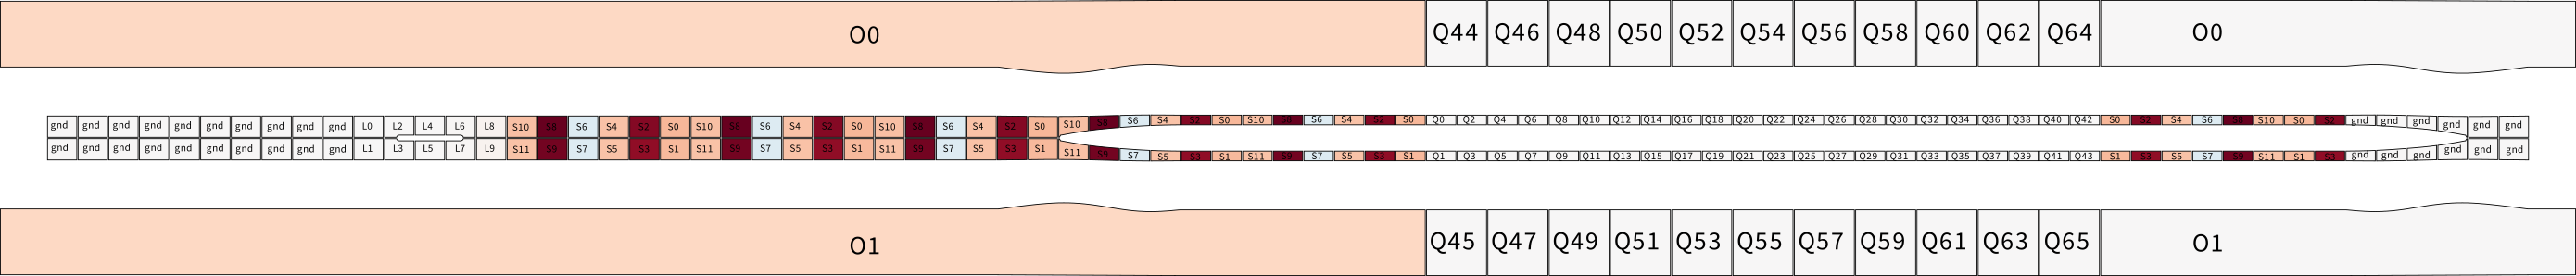 O0 Q44 Q46 Q48 Q50 Q52 Q54 Q56 Q58 Q60 Q62 Q64 O0
gnd gnd gnd gnd gnd gnd gnd gnd gnd gnd L0 L2 L4 L6 L8 S10 S8 S6 S4 S2 S0 S10 S8 S6 S4 S2 S0 S10 S8 S6 S4 S2 S0 S10 S8 S6 S4 S2 S0 S10 S8 S6 S4 S2 S0 Q0 Q2 Q4 Q6 Q8 Q10 Q12 Q14 Q16 Q18 Q20 Q22 Q24 Q26 Q28 Q30 Q32 Q34 Q36 Q38 Q40 Q42 S0 S2 S4 S6 S8 S10 S0 S2 gnd gnd gnd gnd gnd gnd
gnd gnd gnd gnd gnd gnd gnd gnd gnd gnd L1 L3 L5 L7 L9 S11 S9 S7 S5 S3 S1 S11 S9 S7 S5 S3 S1 S11 S9 S7 S5 S3 S1 S11 S9 S7 S5 S3 S1 S11 S9 S7 S5 S3 S1 Q1 Q3 Q5 Q7 Q9 Q11 Q13 Q15 Q17 Q19 Q21 Q23 Q25 Q27 Q29 Q31 Q33 Q35 Q37 Q39 Q41 Q43 S1 S3 S5 S7 S9 S11 S1 S3 gnd gnd gnd gnd gnd gnd
O1 Q45 Q47 Q49 Q51 Q53 Q55 Q57 Q59 Q61 Q63 Q65 O1